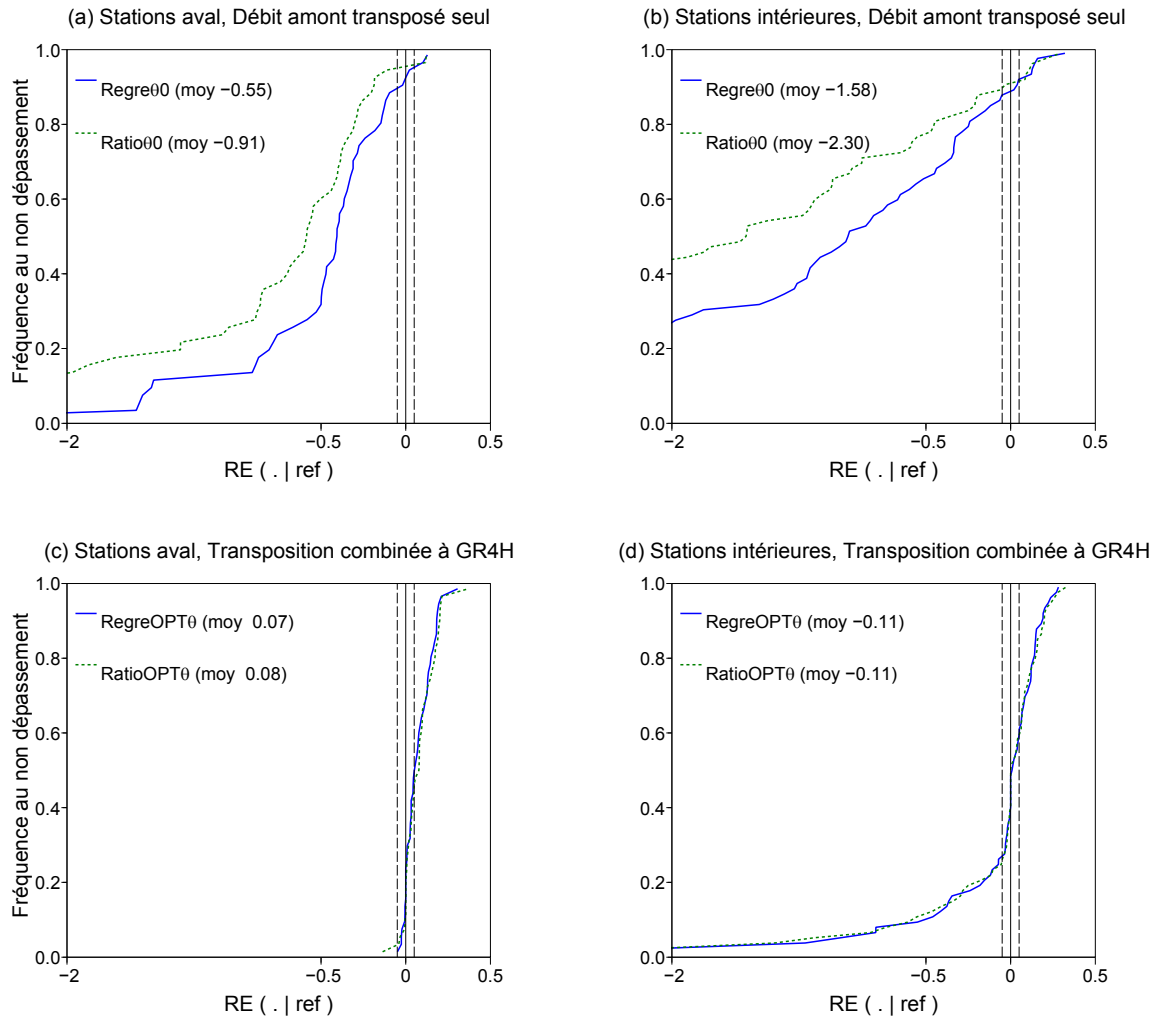 (a) Stations aval, Débit amont transposé seul
Regreθ0 (moy −0.55)
Ratioθ0 (moy −0.91)
Fréquence au non dépassement
1.0
0.8
0.6
0.4
0.2
0.0
−2
−0.5
0
0.5
RE ( . | ref )
(b) Stations intérieures, Débit amont transposé seul
Regreθ0 (moy −1.58)
Ratioθ0 (moy −2.30)
1.0
0.8
0.6
0.4
0.2
0.0
−2
−0.5
0
0.5
RE ( . | ref )
(c) Stations aval, Transposition combinée à GR4H
RegreOPTθ (moy 0.07)
RatioOPTθ (moy 0.08)
Fréquence au non dépassement
1.0
0.8
0.6
0.4
0.2
0.0
−2
−0.5
0
0.5
RE ( . | ref )
(d) Stations intérieures, Transposition combinée à GR4H
RegreOPTθ (moy −0.11)
RatioOPTθ (moy −0.11)
1.0
0.8
0.6
0.4
0.2
0.0
−2
−0.5
0
0.5
RE ( . | ref )